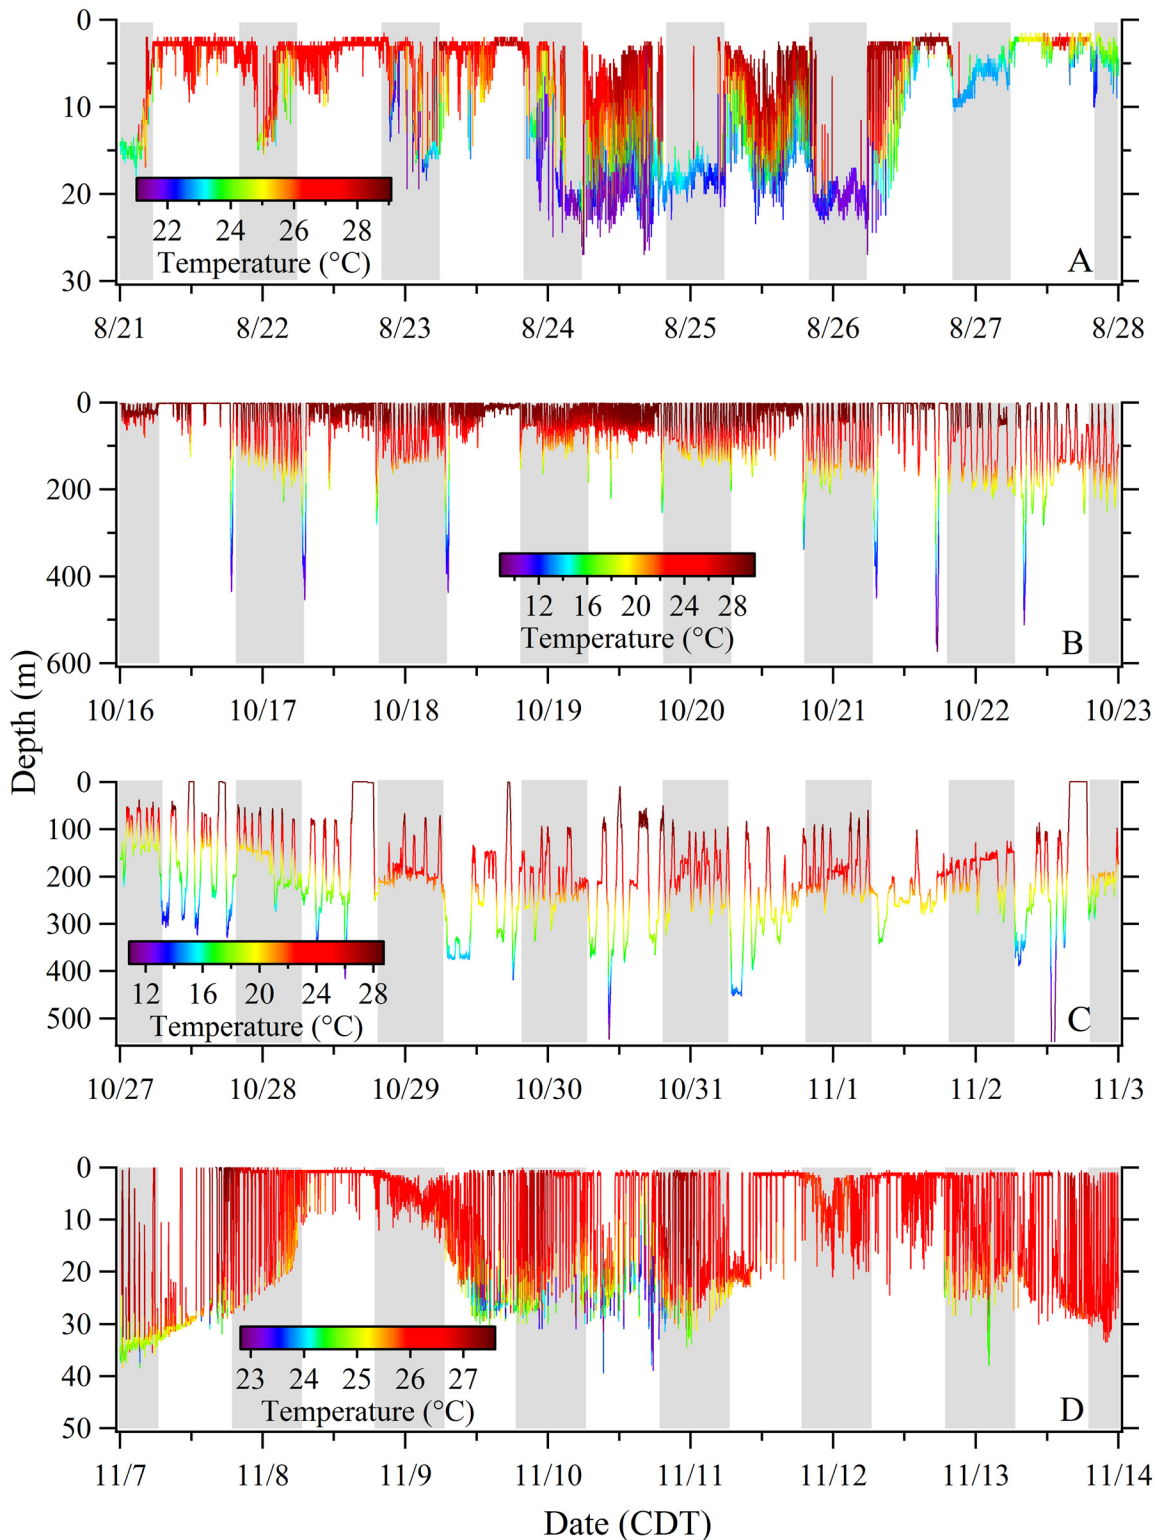 0
10
20
30
22 24 26 28
Temperature (°C)
A
8/21 8/22 8/23 8/24 8/25 8/26 8/27 8/28
0
200
400
600
12 16 20 24 28
Temperature (°C)
B
10/16 10/17 10/18 10/19 10/20 10/21 10/22 10/23
Depth (m)
0
100
200
300
400
500
12 16 20 24 28
Temperature (°C)
C
10/27 10/28 10/29 10/30 10/31 11/1 11/2 11/3
0
10
20
30
40
50
23 24 25 26 27
Temperature (°C)
D
11/7 11/8 11/9 11/10 11/11 11/12 11/13 11/14
Date (CDT)